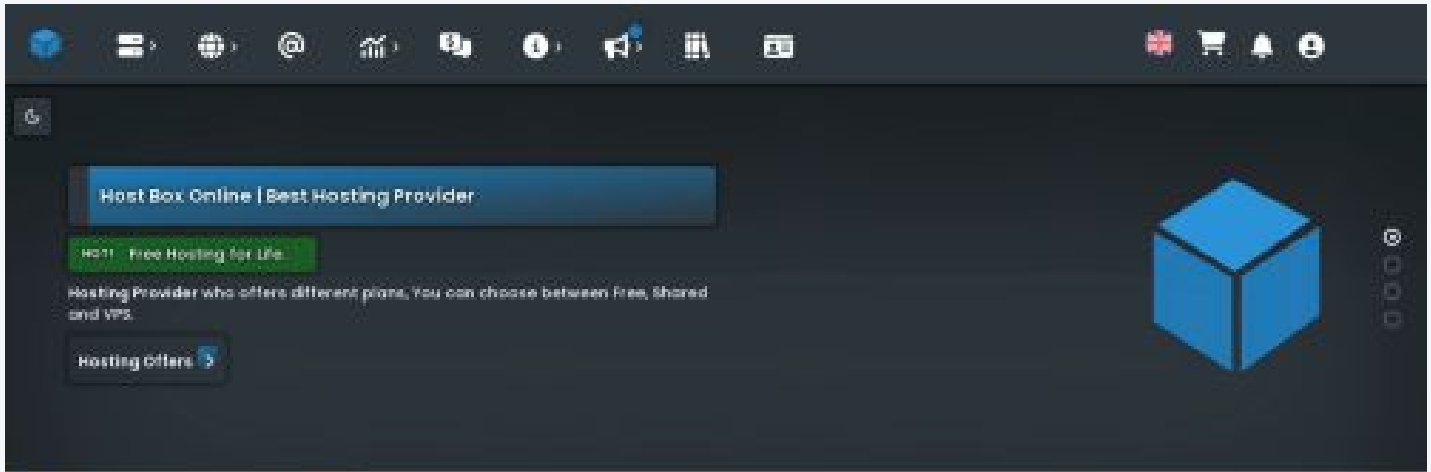 Host Box Online | Best Hosting Provider
HOT! Free Hosting for Life.
Hosting Provider who offers different plans, You can choose between Free, Shared
and VPS.
Hosting Offers